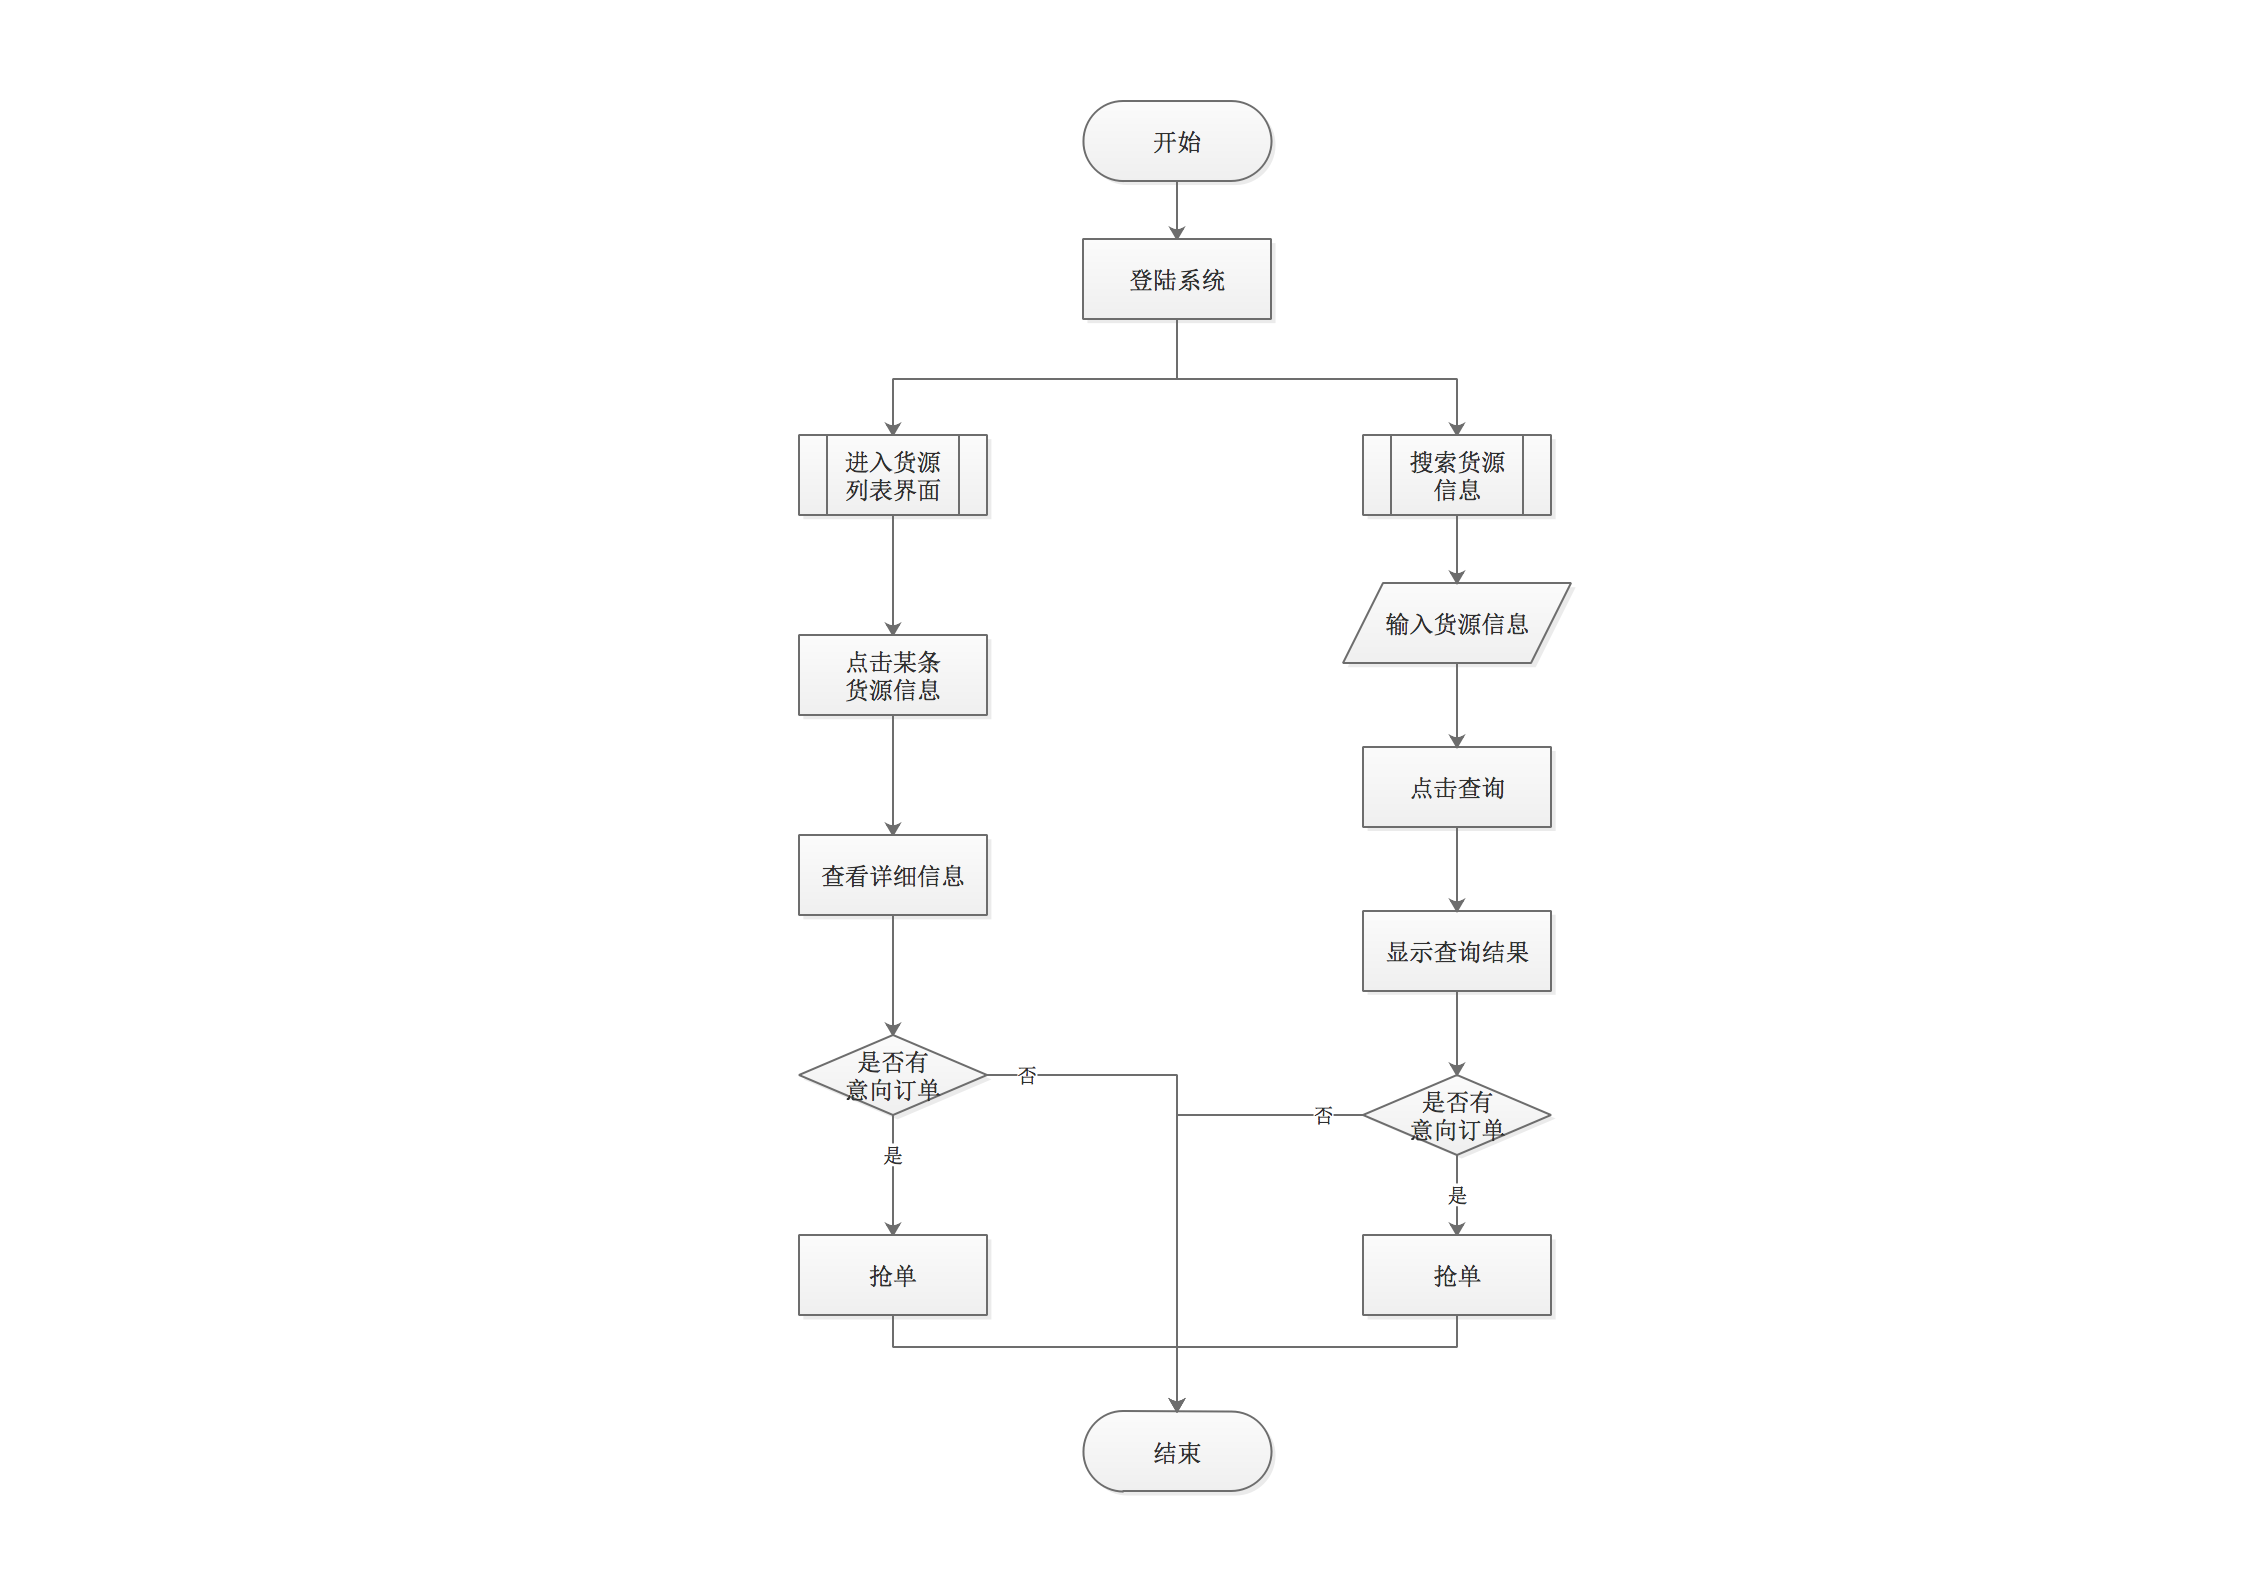 开始
登陆系统
进入货源
列表界面
搜索货源
信息
输入货源信息
点击某条
货源信息
点击查询
查看详细信息
显示查询结果
是否有
意向订单
否
是否有
意向订单
否
是
是
抢单
抢单
结束